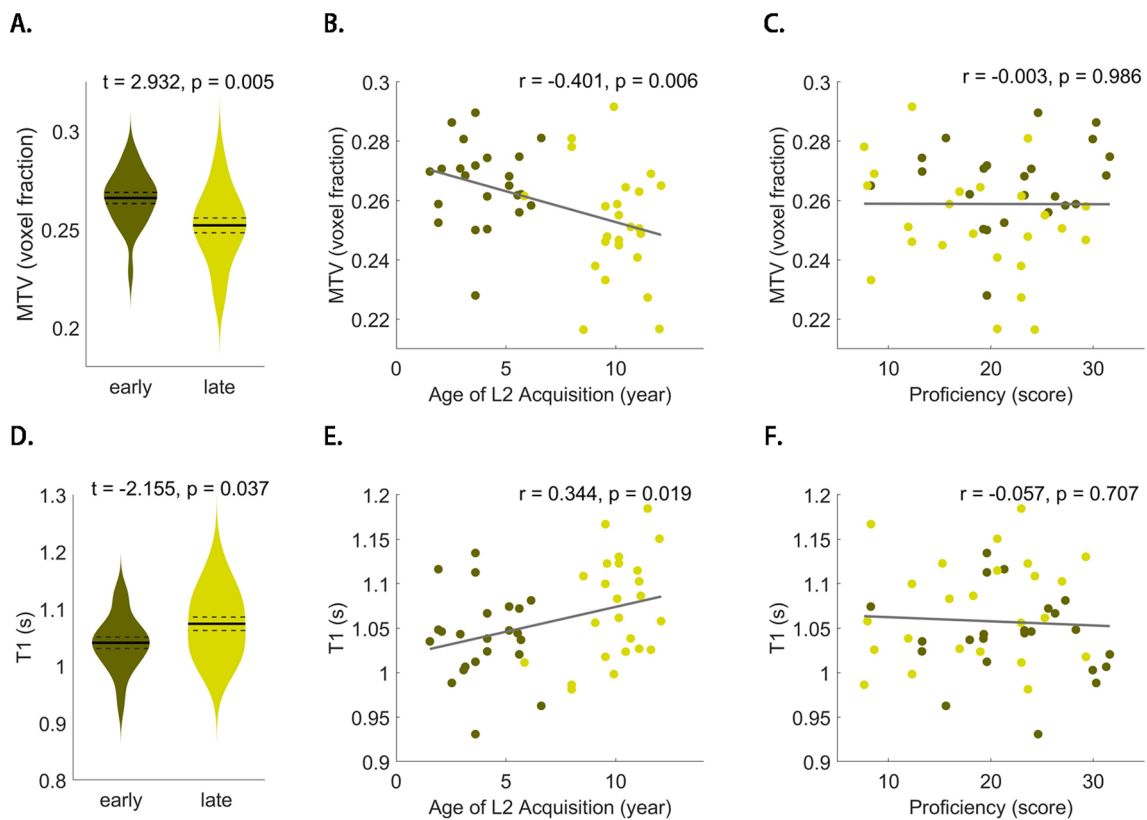 A.
t = 2.932, p = 0.005
MTV (voxel fraction)
0.3
0.25
0.2
early late
B.
r = -0.401, p = 0.006
MTV (voxel fraction)
0.3
0.28
0.26
0.24
0.22
0 5 10
Age of L2 Acquisition (year)
C.
r = -0.003, p = 0.986
MTV (voxel fraction)
0.3
0.28
0.26
0.24
0.22
10 20 30
Proficiency (score)
D.
t = -2.155, p = 0.037
T1 (s)
1.3
1.2
1.1
1
0.9
0.8
early late
E.
r = 0.344, p = 0.019
T1 (s)
1.2
1.15
1.1
1.05
1
0.95
0.9
0 5 10
Age of L2 Acquisition (year)
F.
r = -0.057, p = 0.707
T1 (s)
1.2
1.15
1.1
1.05
1
0.95
0.9
10 20 30
Proficiency (score)